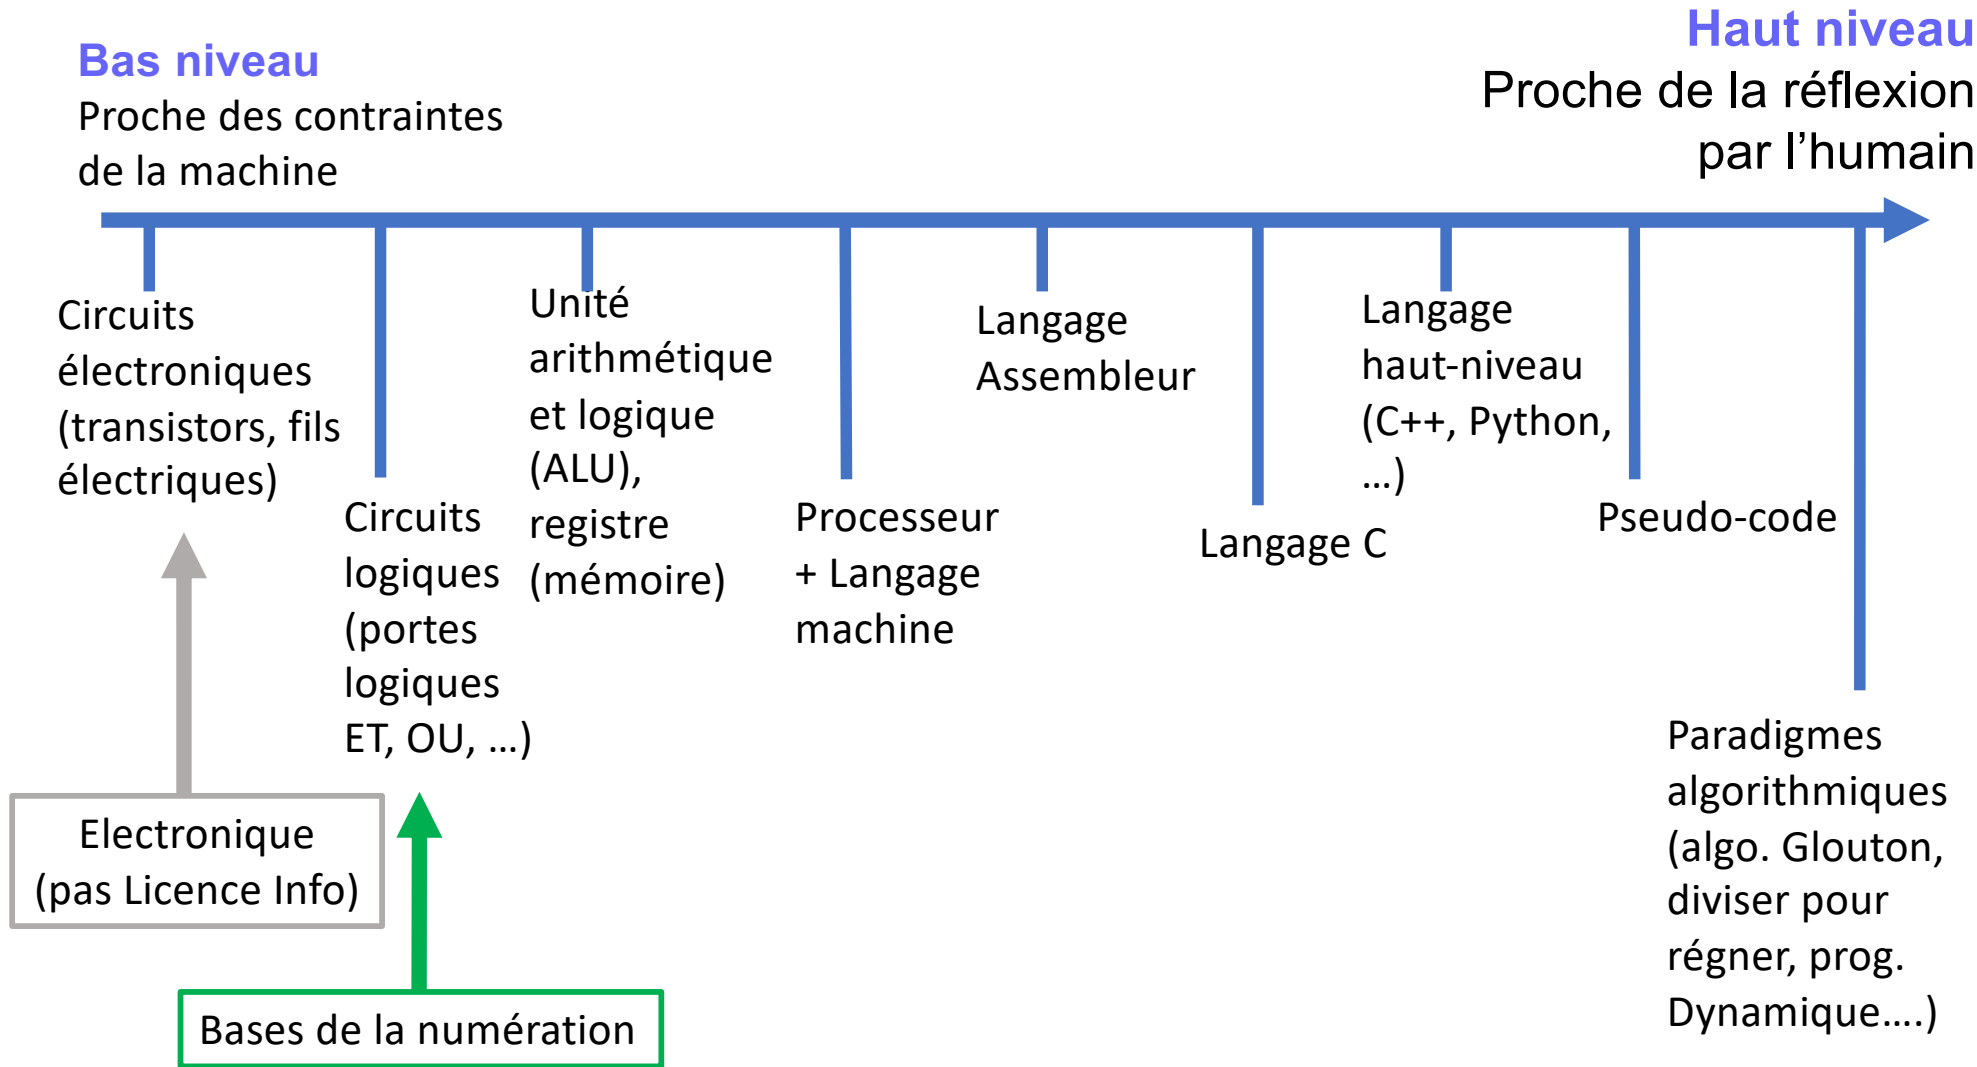 Bas niveau
Proche des contraintes
de la machine
Haut niveau
Proche de la réflexion
par l’humain
Circuits
électroniques
(transistors, fils
électriques)
Circuits
logiques
(portes
logiques
ET, OU, …)
Unité
arithmétique
et logique
(ALU),
registre
(mémoire)
Processeur
+ Langage
machine
Langage
Assembleur
Langage C
Langage
haut-niveau
(C++, Python,
…)
Pseudo-code
Paradigmes
algorithmiques
(algo. Glouton,
diviser pour
régner, prog.
Dynamique….)
Electronique
(pas Licence Info)
Bases de la numération